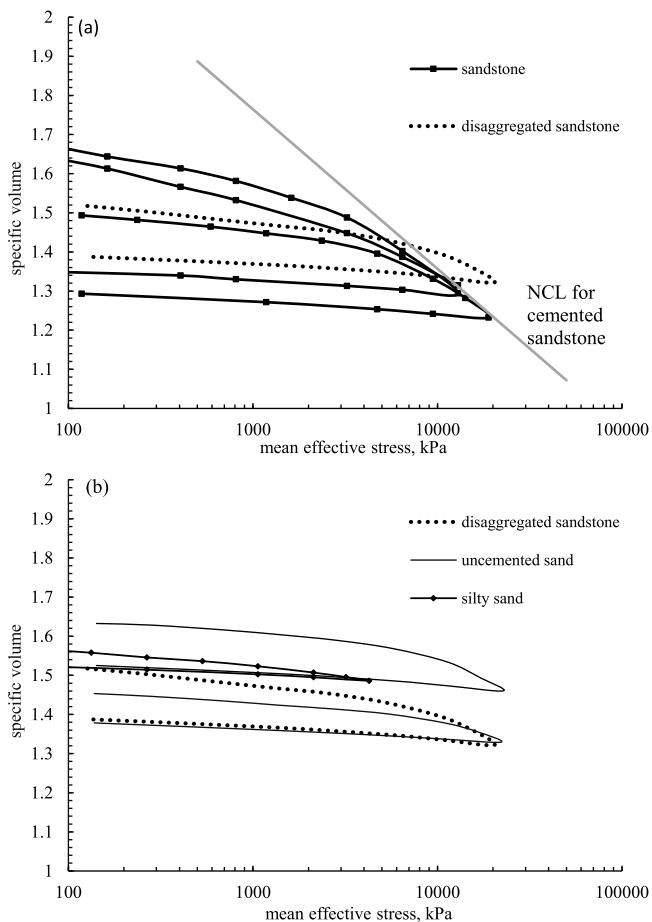 (a)
2
1.9
1.8
1.7
1.6
1.5
1.4
1.3
1.2
1.1
1
specific volume
sandstone
disaggregated sandstone
NCL for
cemented
sandstone
100
1000
10000
100000
mean effective stress, kPa
(b)
2
1.9
1.8
1.7
1.6
1.5
1.4
1.3
1.2
1.1
1
specific volume
disaggregated sandstone
uncemented sand
silty sand
100
1000
10000
100000
mean effective stress, kPa